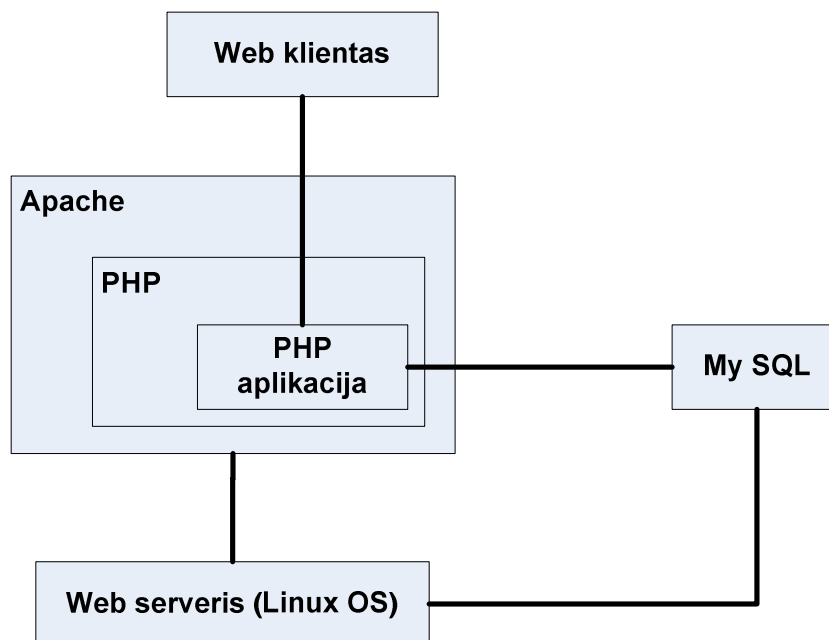 Web klientas
Apache
PHP
PHP
aplikacija
My SQL
Web serveris (Linux OS)